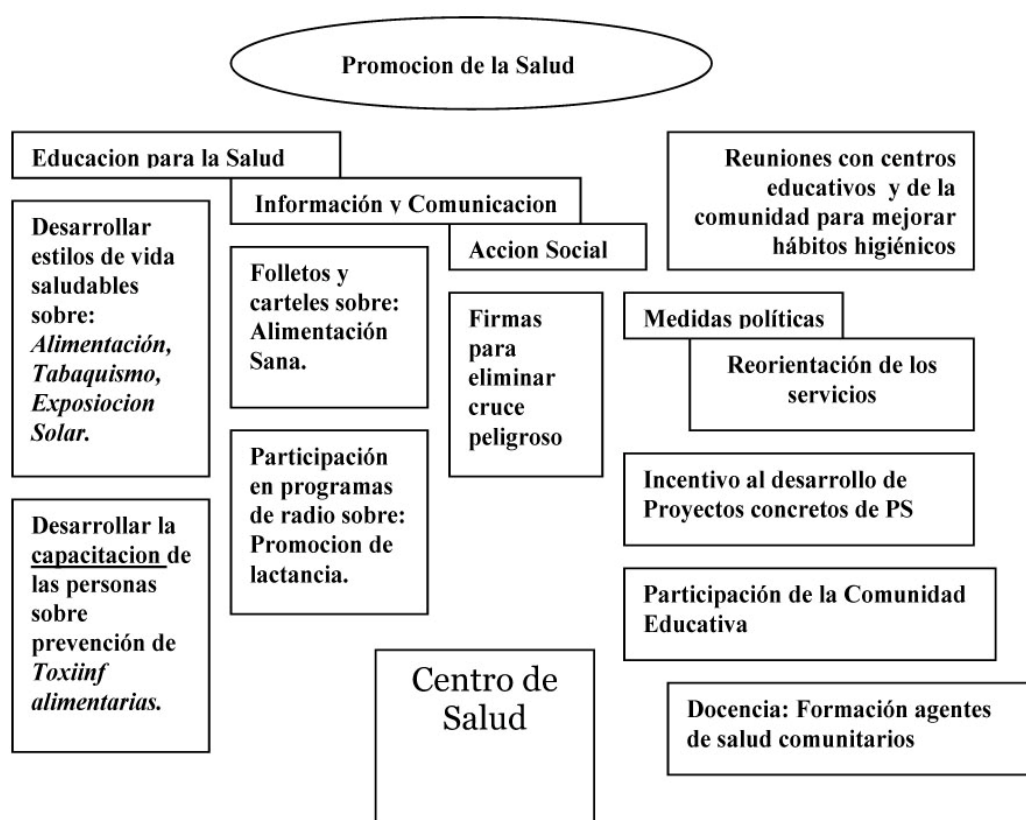 Promocion de la Salud
Educacion para la Salud
Desarrollar
estilos de vida
saludables
sobre:
Alimentación,
Tabaquismo,
Exposiocion
Solar.
Desarrollar la
capacitacion de
las personas
sobre
prevención de
Toxiinf
alimentarias.
Información y Comunicacion
Folletos y
carteles sobre:
Alimentación
Sana.
Participación
en programas
de radio sobre:
Promocion de
lactancia.
Accion Social
Firmas
para
eliminar
cruce
peligroso
Reuniones con centros
educativos y de la
comunidad para mejorar
hábitos higiénicos
Medidas políticas
Reorientación de los
servicios
Incentivo al desarrollo de
Proyectos concretos de PS
Participación de la Comunidad
Educativa
Docencia: Formación agentes
de salud comunitarios
Centro de
Salud